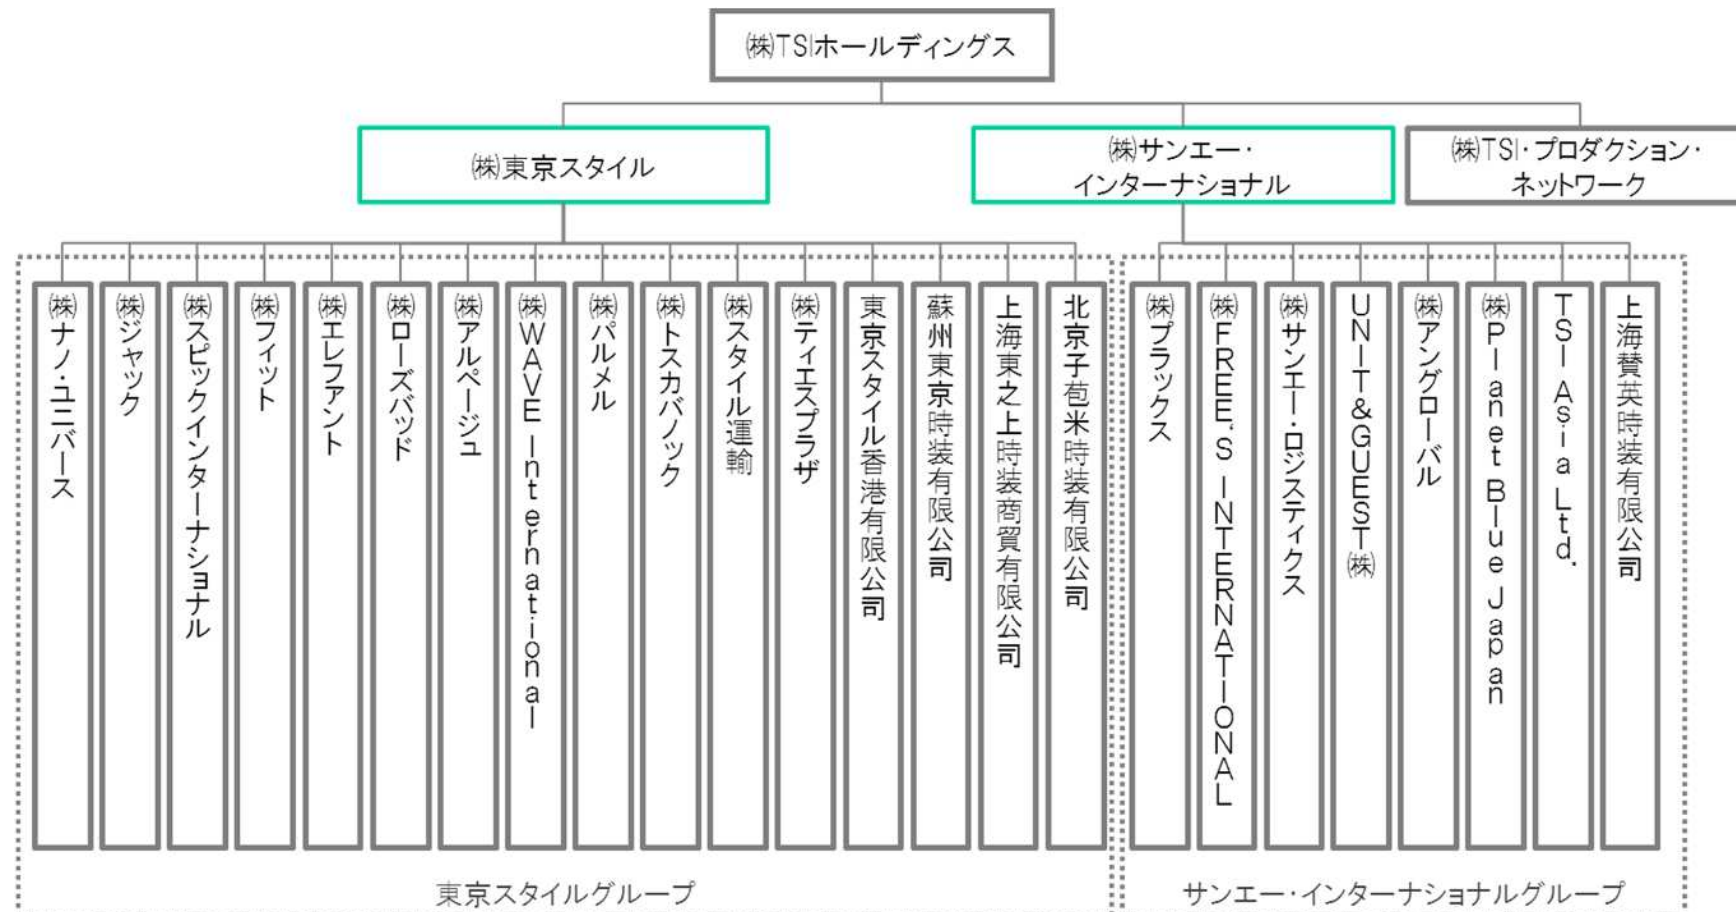 ㈱TSIホールディングス
㈱東京スタイル
㈱サンエー・
インターナショナル
㈱TSI・プロダクション・
ネットワーク
㈱ナノ・ユニバース
㈱ジャック
㈱スピックインターナショナル
㈱フィット
㈱エレファント
㈱ローズバッド
㈱アルページュ
㈱WAVE International
㈱パルメル
㈱トスカバノック
㈱スタイル運輸
㈱ティエスプラザ
東京スタイル香港有限公司
蘇州東京時装有限公司
上海東之上時装商貿有限公司
北京子苞米時装有限公司
㈱プラックス
㈱FREE'S INTERNATIONAL
㈱サンエー・ロジスティクス
UNIT&GUEST㈱
㈱アングローバル
㈱Planet Blue Japan
TSI Asia Ltd.
上海賛英時装有限公司
東京スタイルグループ
サンエー・インターナショナルグループ